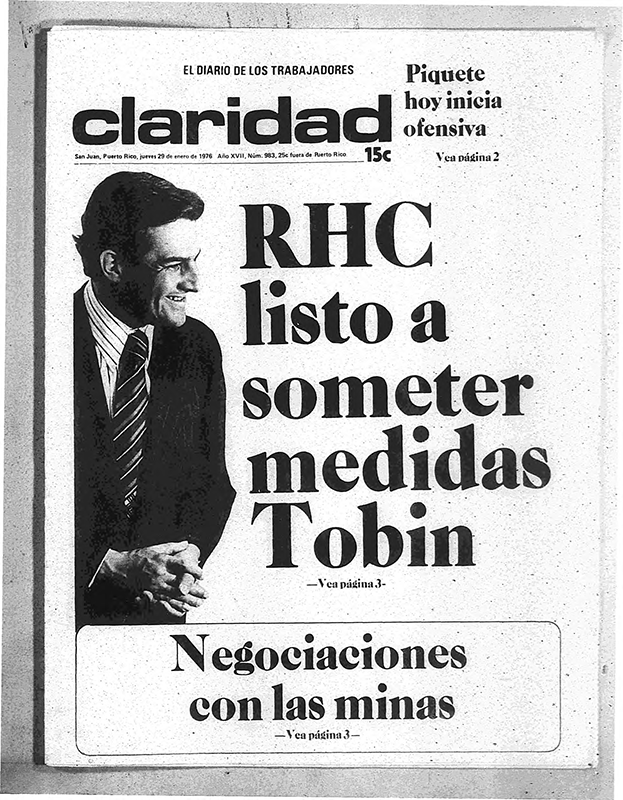 EL DIARIO DE LOS TRABAJADORES
claridad
San Juan, Puerto Rico, jueves 29 de enero de 1976 Año XVII, Núm. 983, 25c fuera de Puerto Rico 15c
Piquete
hoy inicia
ofensiva
Vea página 2
RHC
listo a
someter
medidas
Tobin
—Vea página 3-
Negociaciones
con las minas
—Vea página 3—